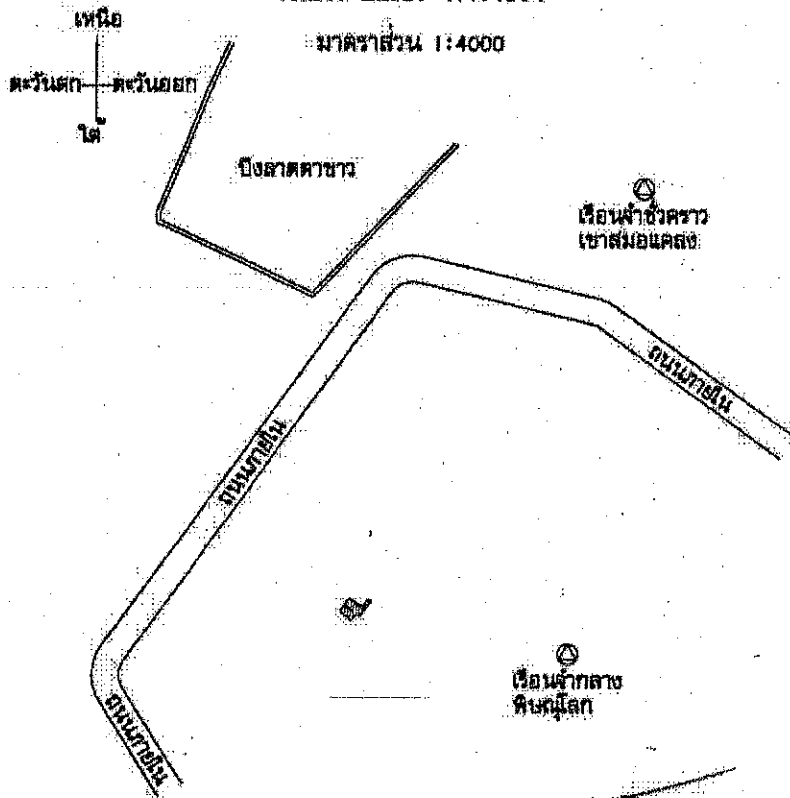 เหนือ
มาตราส่วน 1:4000
ตะวันตก ตะวันออก
ใต้
บึงลาดตาขาว
เรือนจำชั่วคราว
เขาสมอแคลง
ถนนภายใน
ถนนภายใน
เรือนจำกลาง
พิษณุโลก
ถนนภายใน